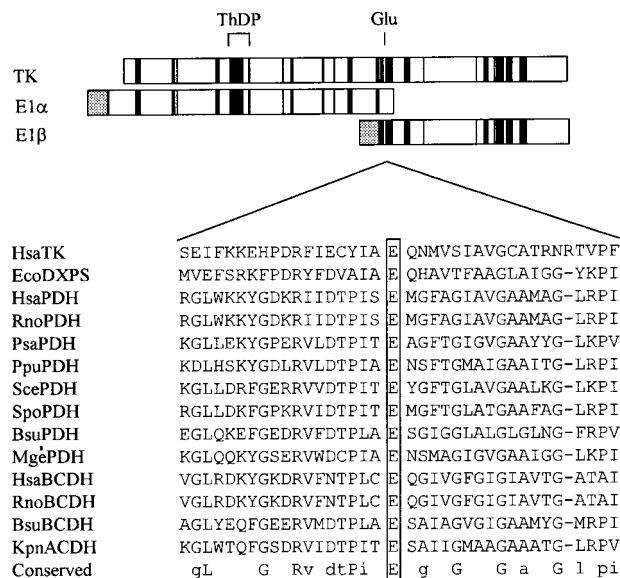 ThDP Glu
TK
E1α
E1β
HsaTK SEIFKKEHPDRFIECYIA E QNMVSIAVGCATRNRTVPF
EcoDXPS MVEFSRKFPDRYFDVAIA E QHAVTFAAGLAIGG-YKPI
HsaPDH RGLWKKYGDKRIIDTPIS E MGFAGIAVGAAMAG-LRPI
RnoPDH RGLWKKYGDKRIIDTPIS E MGFAGIAVGAAMAG-LRPI
PsaPDH KGLLEKYGPERVLDTPIT E AGFTGIGVGAAYYG-LKPV
PpuPDH KDLHSKYGDLRVLDTPIA E NSFTGMAIGAAITG-LRPI
ScePDH KGLLDRFGERRVVDTPIT E YGFTGLAVGAALKG-LKPI
SpoPDH RGLLDKFGPKRVIDTPIT E MGFTGLATGAAFAG-LRPI
BsuPDH EGLQKEFGEDRVFDTPLA E SGIGGLALGLGLNG-FRPV
MgePDH KGLQQKYGSERVWDCPIA E NSMAGIGVGAAIGG-LKPI
HsaBCDH VGLRDKYGKDRVFNTPLC E QGIVGFGIGIAVTG-ATAI
RnoBCDH VGLRDKYGKDRVFNTPLC E QGIVGFGIGIAVTG-ATAI
BsuBCDH AGLYEQFGEERVMDTPLA E SAIAGVGIGAAMYG-MRPI
KpnACDH KGLWTQFGSDRVIDTPIT E SAIIGMAAGAAATG-LRPI
Conserved gL G Rv dtPi E g G G a G l pi